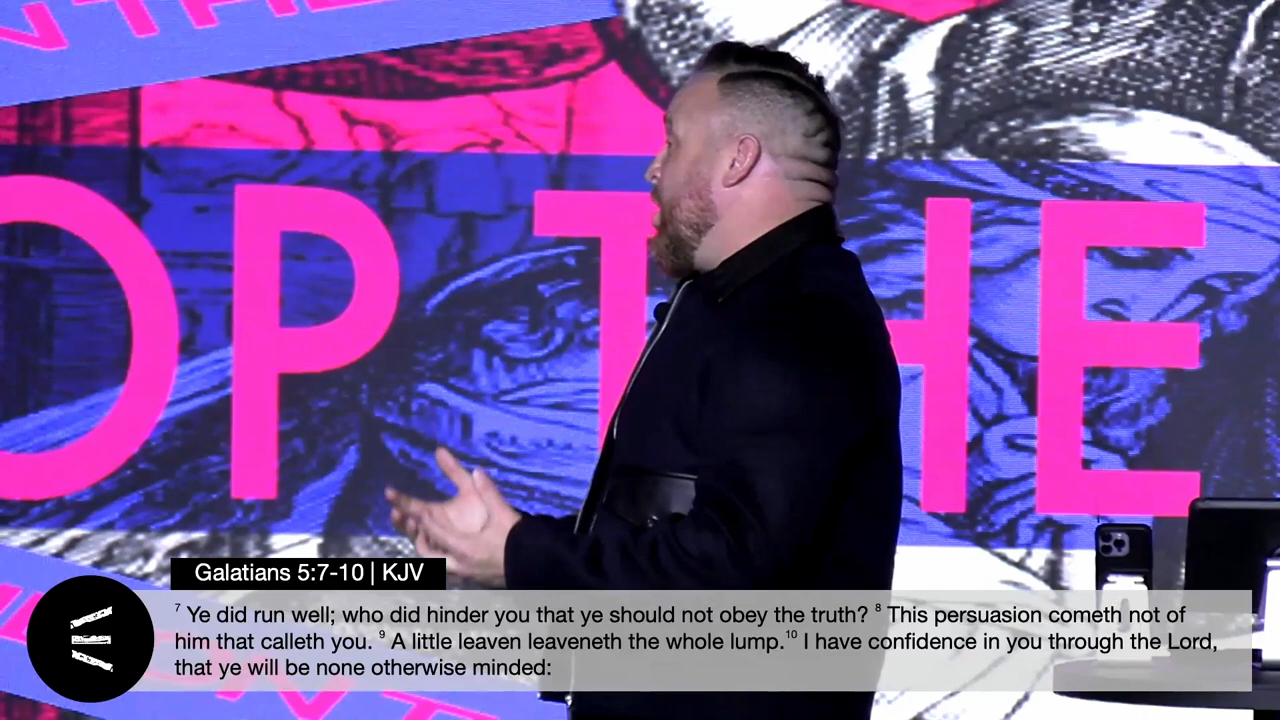 NTHE
OP THE
Galatians 5:7-10 | KJV
7 Ye did run well; who did hinder you that ye should not obey the truth? 8 This persuasion cometh not of
him that calleth you. 9 A little leaven leaveneth the whole lump. 10 I have confidence in you through the Lord,
that ye will be none otherwise minded: